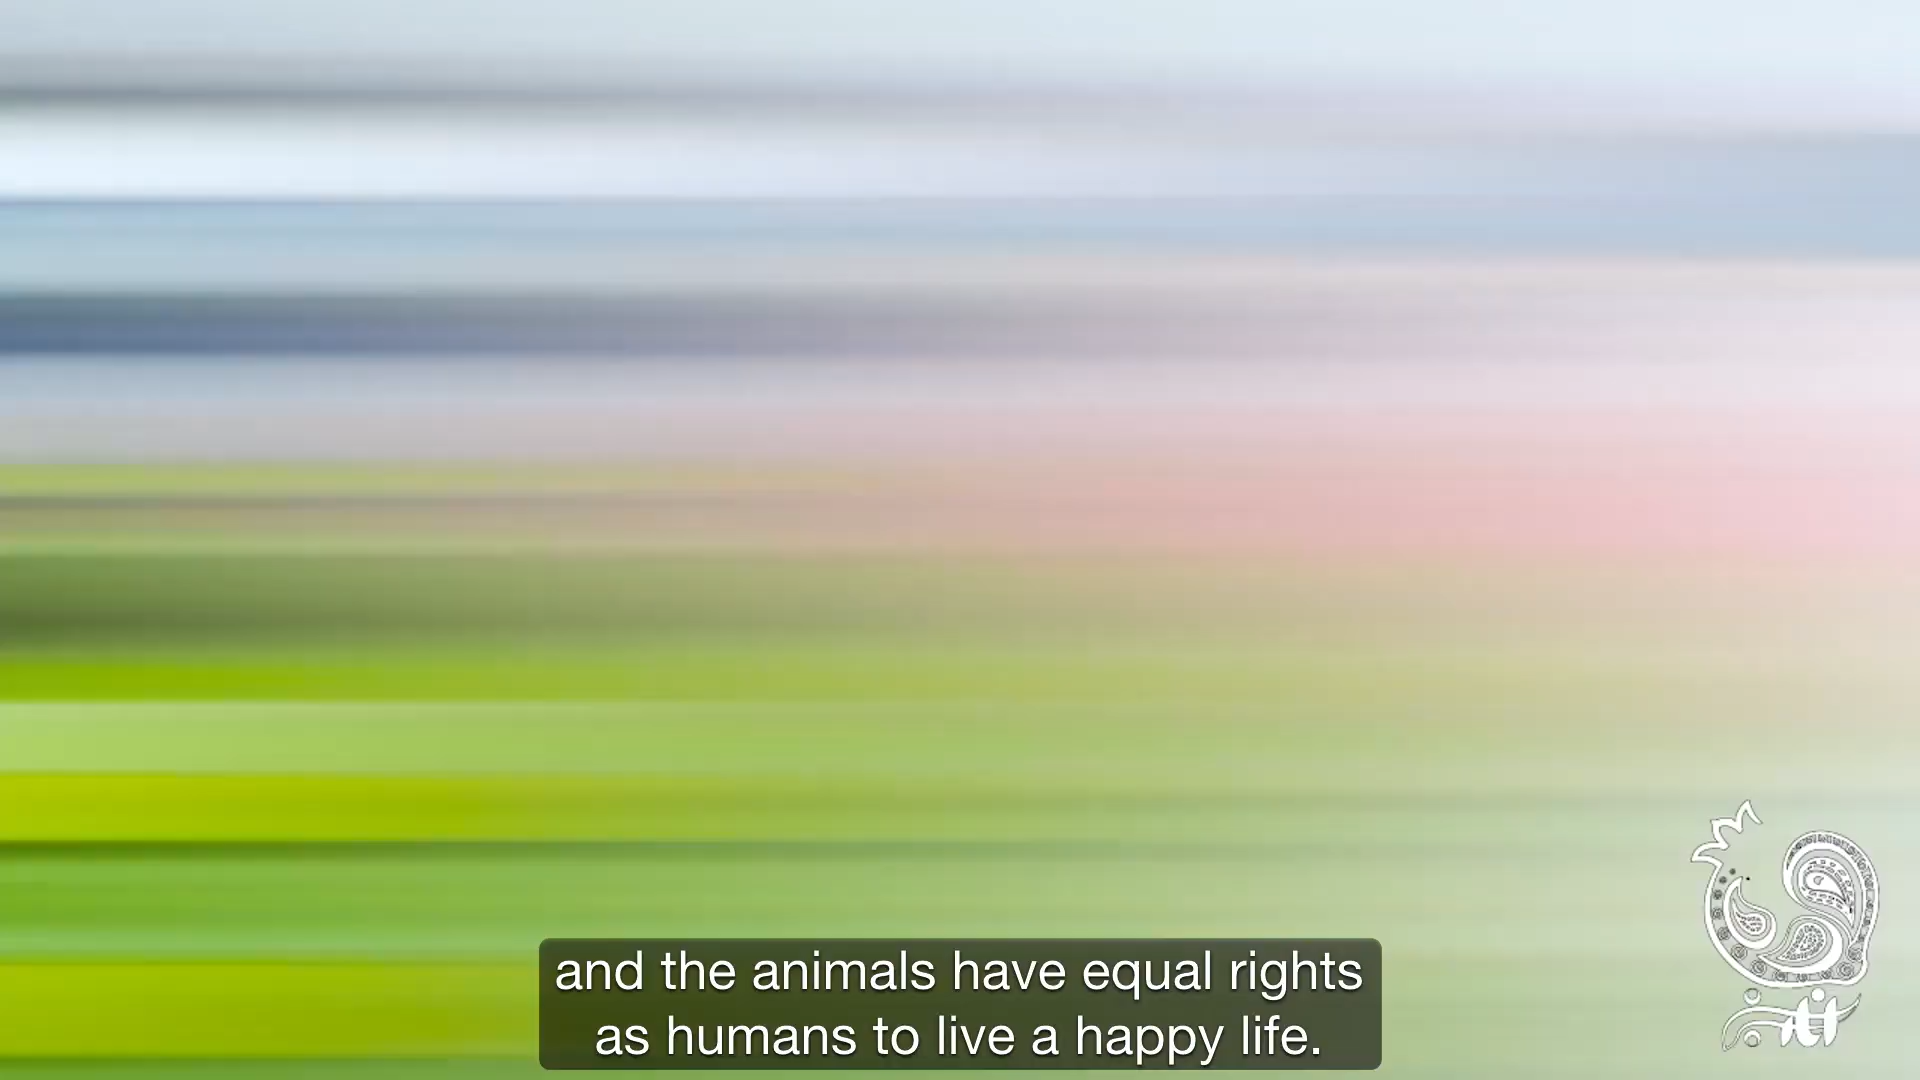 and the animals have equal rights
as humans to live a happy life.